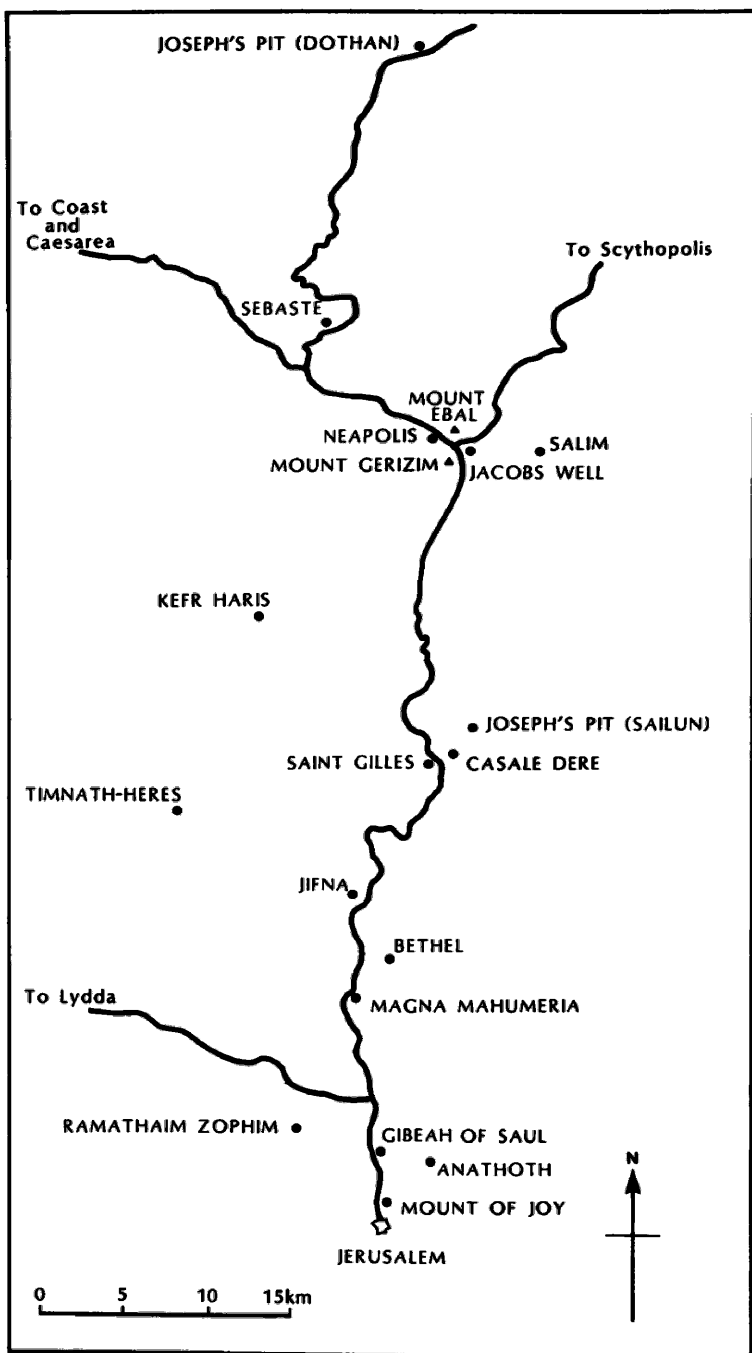 JOSEPH'S PIT (DOTHAN)
To Coast
and
Caesarea
To Scythopolis
SEBASTE
MOUNT
EBAL
NEAPOLIS
SALIM
MOUNT GERIZIM
JACOBS WELL
KEFR HARIS
JOSEPH'S PIT (SAILUN)
SAINT GILLES
CASALE DERE
TIMNATH-HERES
JIFNA
BETHEL
To Lydda
MAGNA MAHUMERIA
RAMATHAIM ZOPHIM
GIBEAH OF SAUL
N
ANATHOTH
MOUNT OF JOY
JERUSALEM
0 5 10 15km